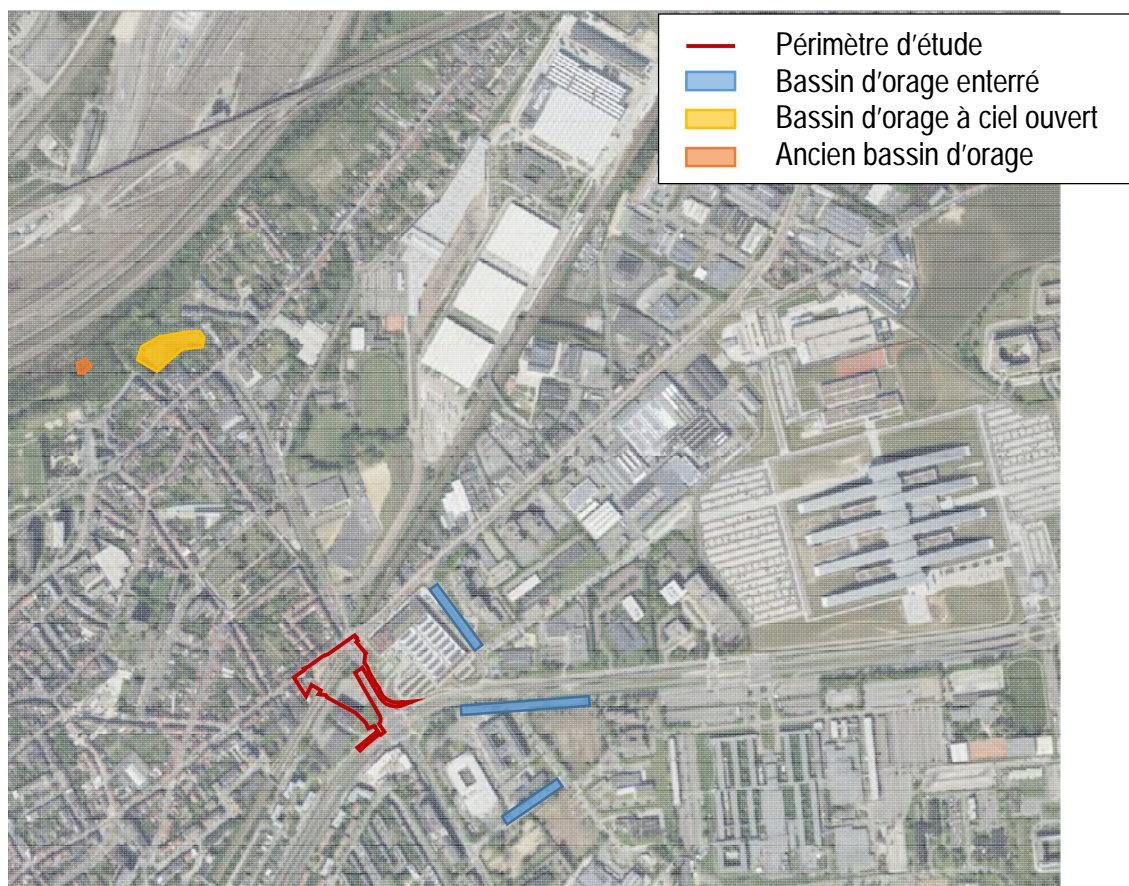 Périmètre d'étude
Bassin d'orage enterré
Bassin d'orage à ciel ouvert
Ancien bassin d'orage